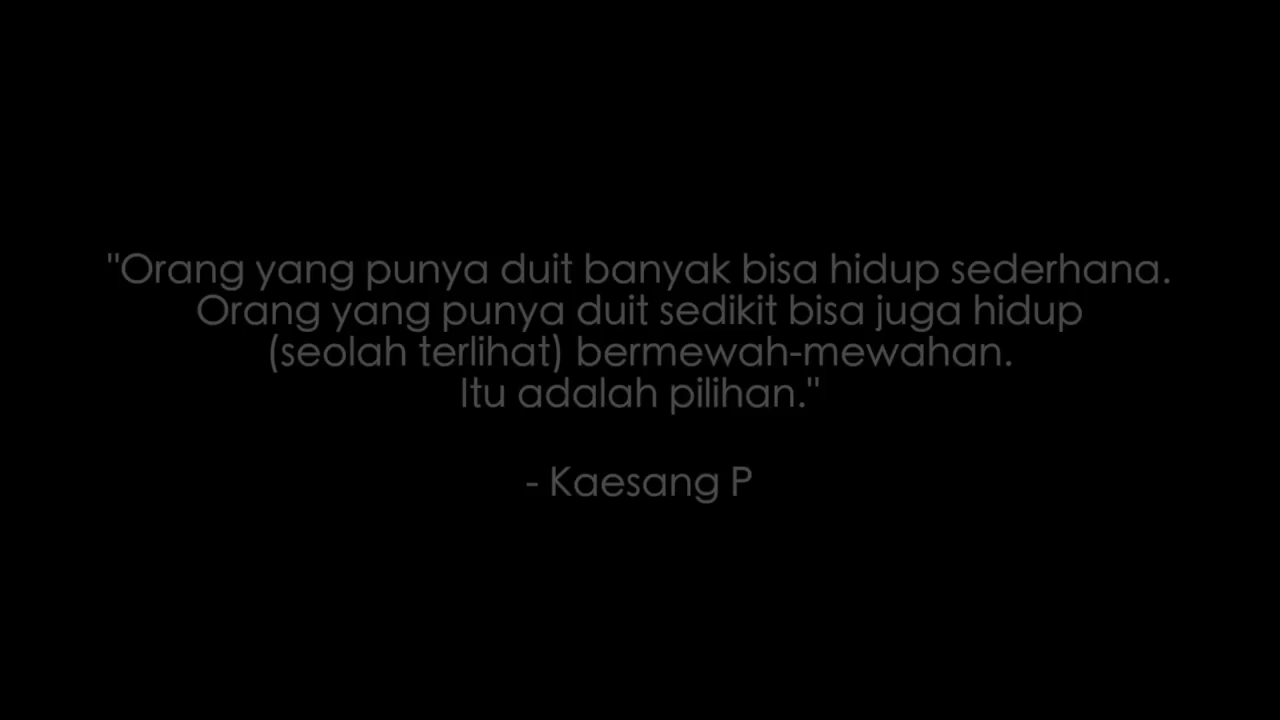 "Orang yang punya duit banyak bisa hidup sederhana.
Orang yang punya duit sedikit bisa juga hidup
(seolah terlihat) bermewah-mewahan.
Itu adalah pilihan."
- Kaesang P